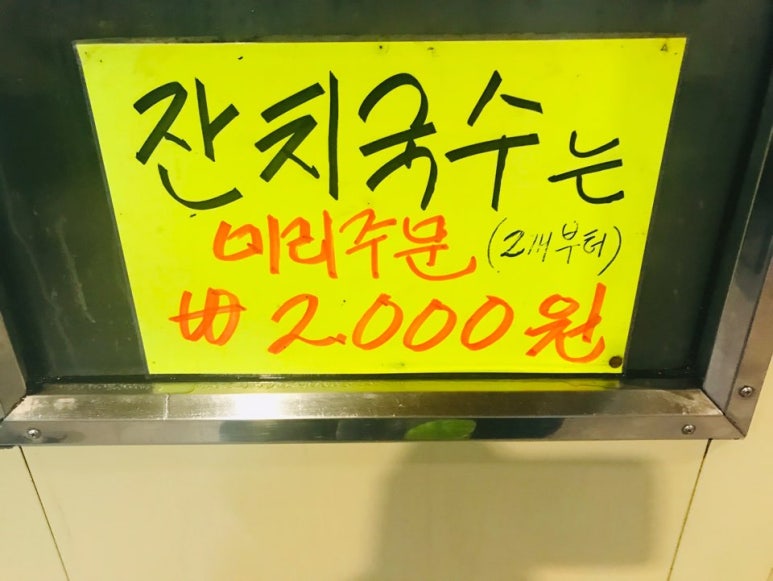 잔치국수는
미리주문 (2개부터)
₩ 2.000원